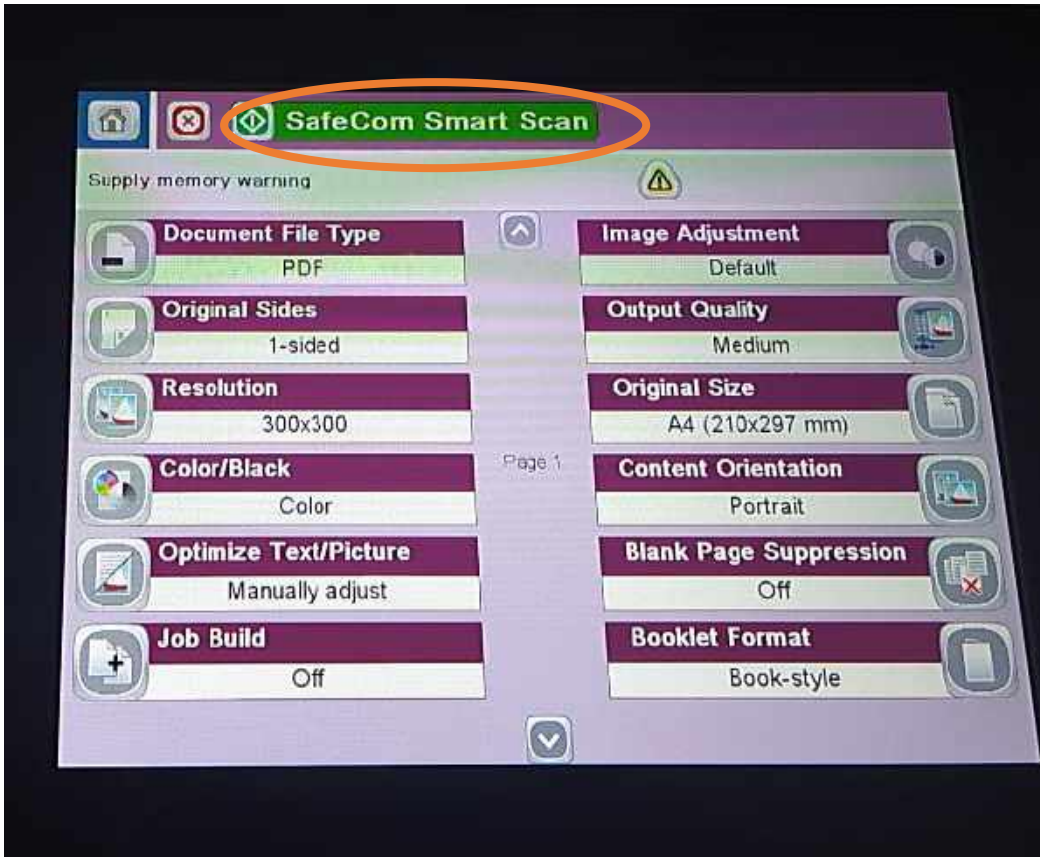 SafeCom Smart Scan
Supply memory warning
Document File Type
PDF
Original Sides
1-sided
Resolution
300x300
Color/Black
Color
Optimize Text/Picture
Manually adjust
Job Build
Off
Page 1
Image Adjustment
Default
Output Quality
Medium
Original Size
A4 (210x297 mm)
Content Orientation
Portrait
Blank Page Suppression
Off
Booklet Format
Book-style